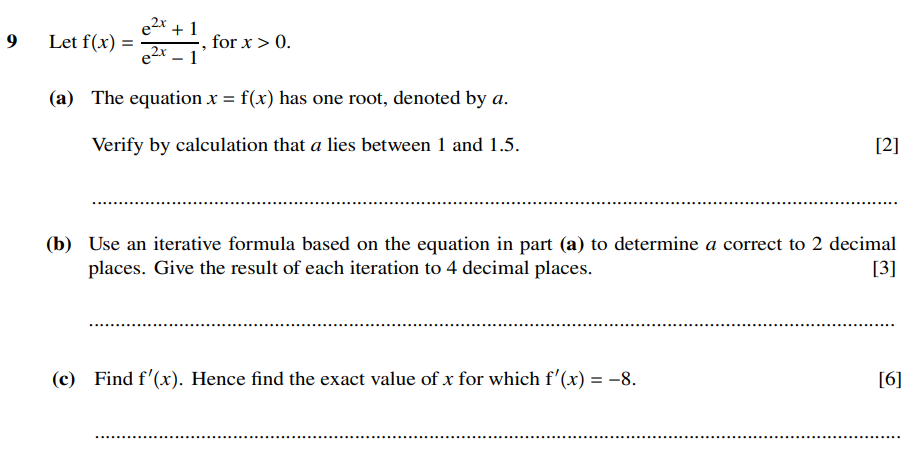 9 Let f(x) = (e^{2x} + 1)/(e^{2x} − 1), for x > 0.
(a) The equation x = f(x) has one root, denoted by a.
Verify by calculation that a lies between 1 and 1.5. [2]
(b) Use an iterative formula based on the equation in part (a) to determine a correct to 2 decimal
places. Give the result of each iteration to 4 decimal places. [3]
(c) Find f′(x). Hence find the exact value of x for which f′(x) = −8. [6]